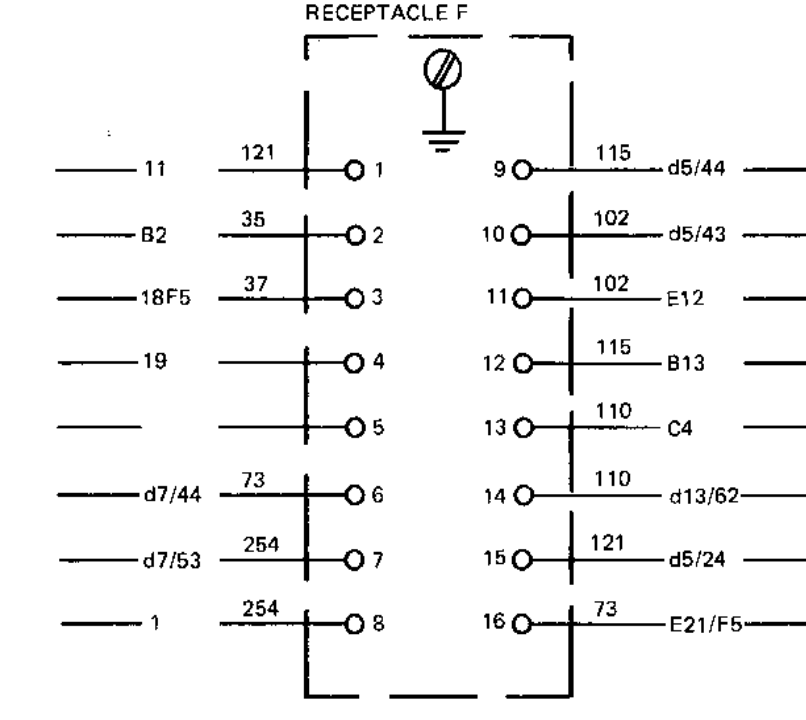 RECEPTACLE F
11 121 1 9 115 d5/44
B2 35 2 10 102 d5/43
18F5 37 3 11 102 E12
19 4 12 115 B13
5 13 110 C4
d7/44 73 6 14 110 d13/62
d7/53 254 7 15 121 d5/24
1 254 8 16 73 E21/F5